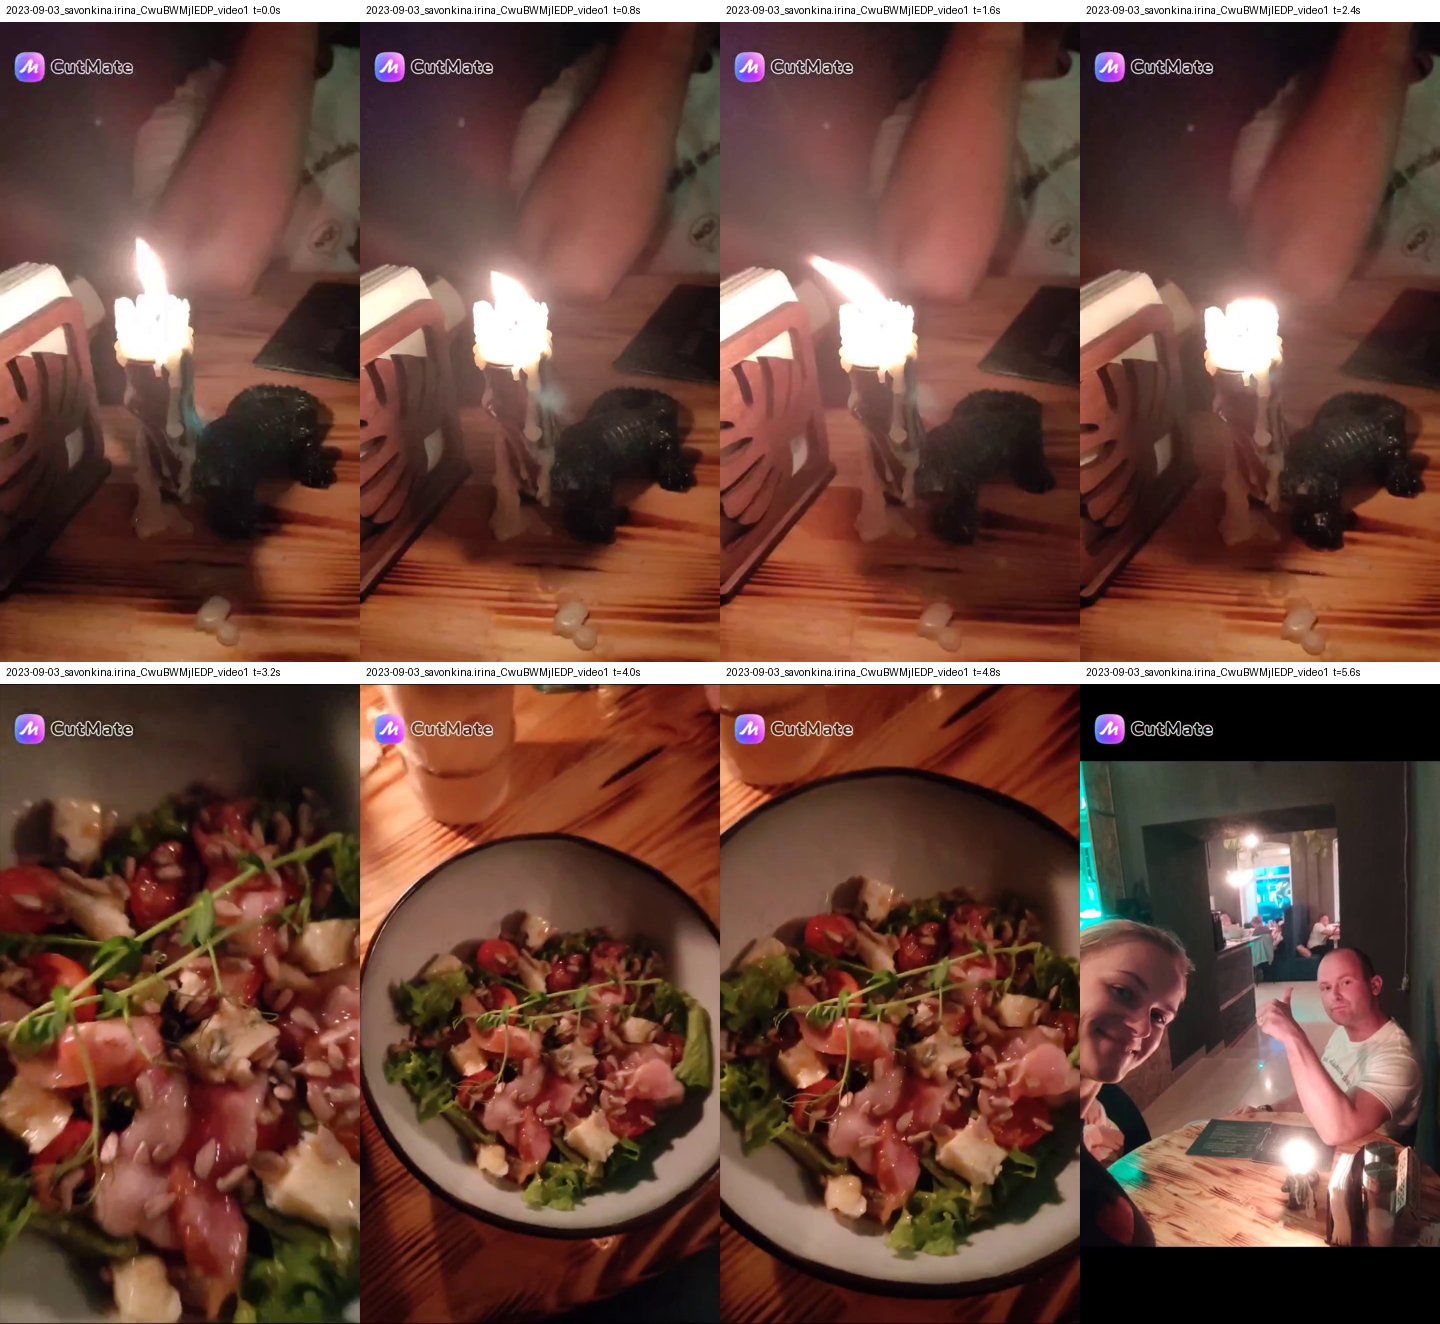 2023-09-03_savonkina.irina_CwuBWMjIEDP_video1 t=0.0s
2023-09-03_savonkina.irina_CwuBWMjIEDP_video1 t=0.8s
2023-09-03_savonkina.irina_CwuBWMjIEDP_video1 t=1.6s
2023-09-03_savonkina.irina_CwuBWMjIEDP_video1 t=2.4s
CutMate
CutMate
CutMate
CutMate
2023-09-03_savonkina.irina_CwuBWMjIEDP_video1 t=3.2s
2023-09-03_savonkina.irina_CwuBWMjIEDP_video1 t=4.0s
2023-09-03_savonkina.irina_CwuBWMjIEDP_video1 t=4.8s
2023-09-03_savonkina.irina_CwuBWMjIEDP_video1 t=5.6s
CutMate
CutMate
CutMate
CutMate